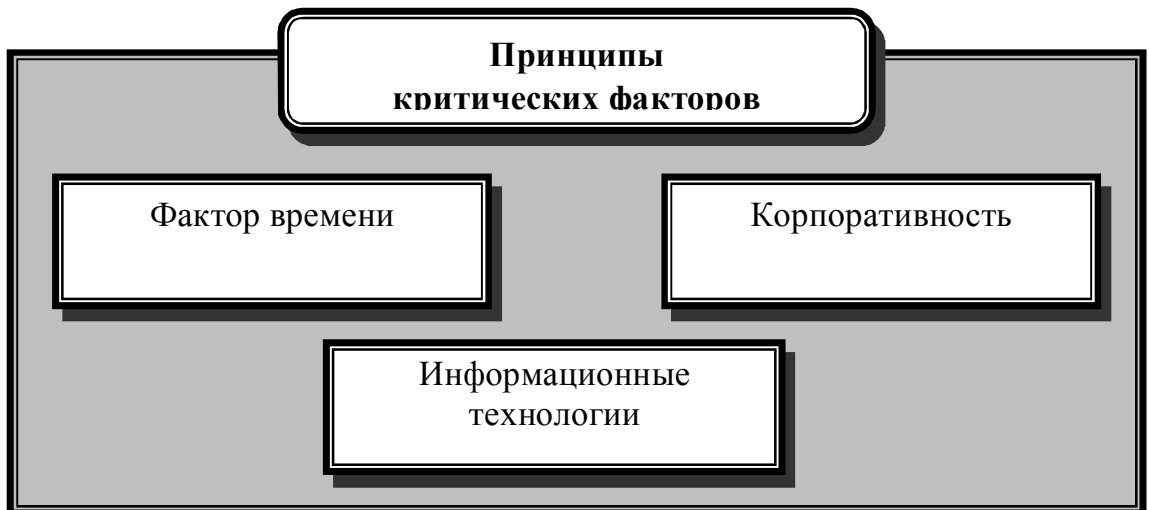 Принципы
критических факторов
Фактор времени
Корпоративность
Информационные
технологии